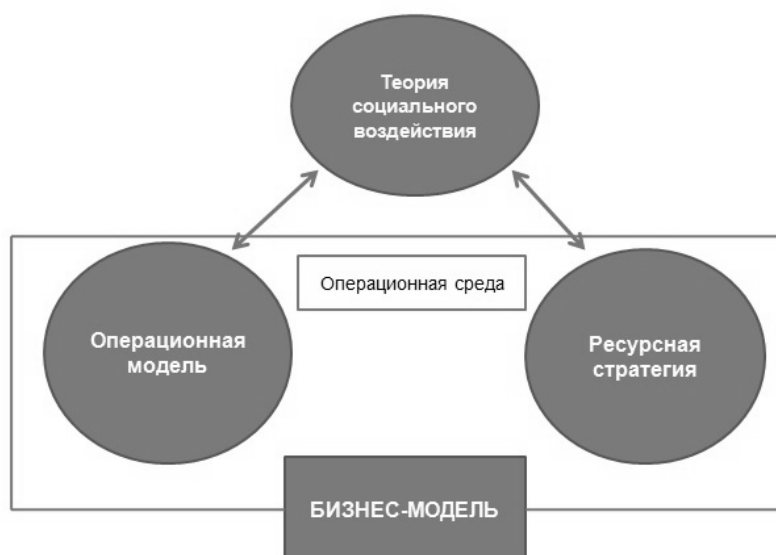 Теория
социального
воздействия
Операционная среда
Операционная
модель
Ресурсная
стратегия
БИЗНЕС-МОДЕЛЬ